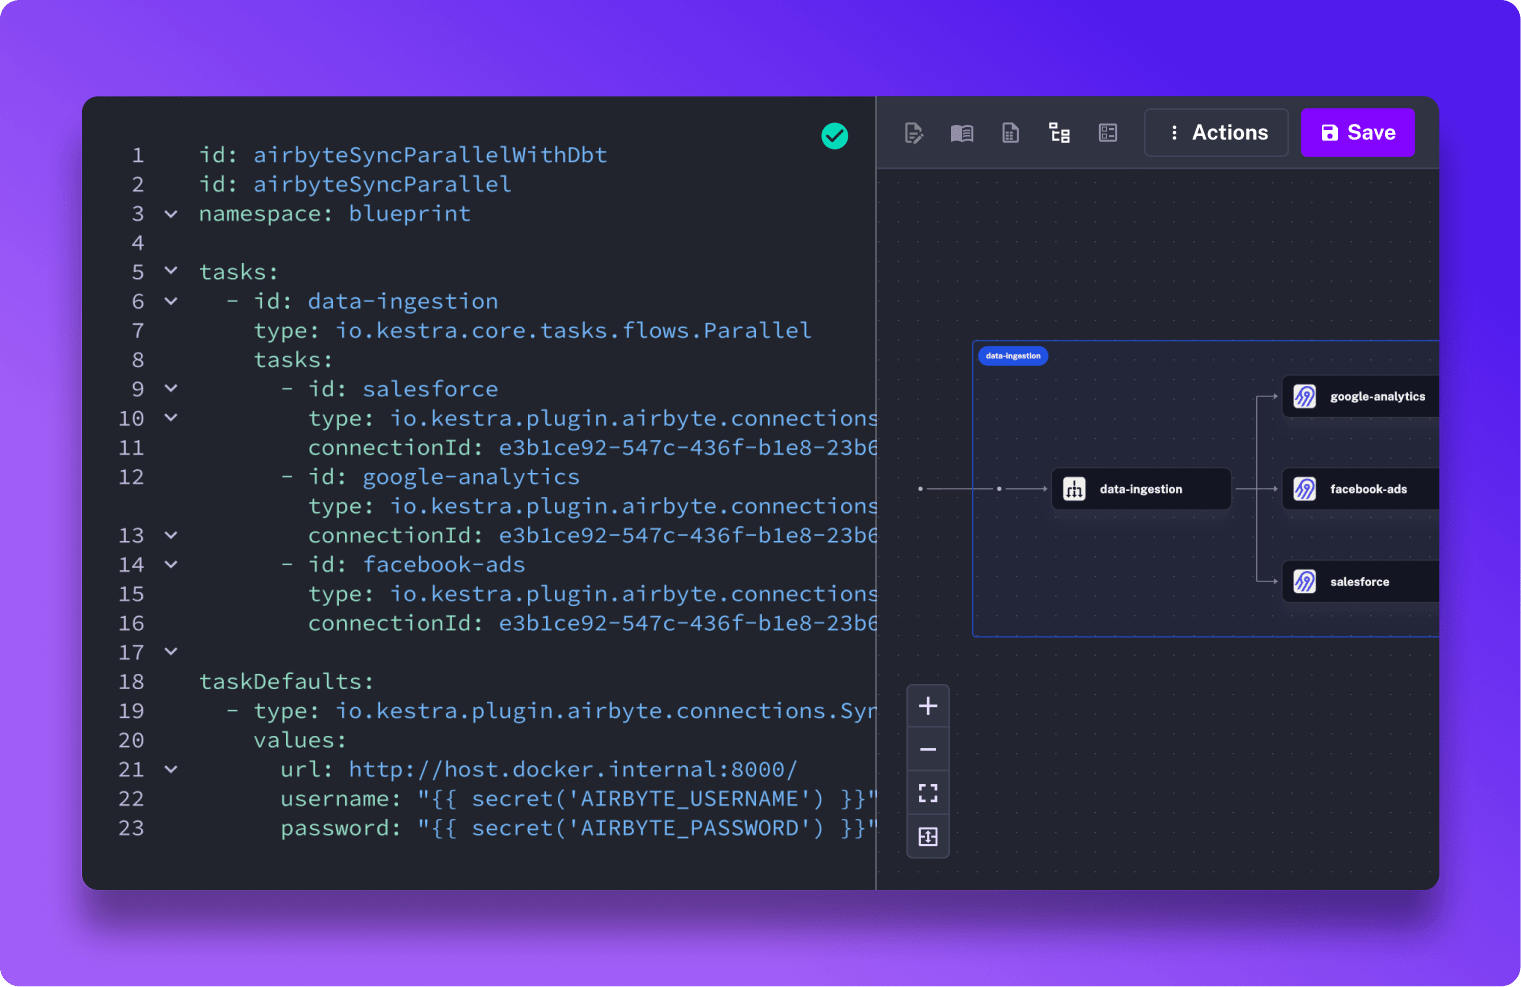 1 id: airbyteSyncParallelWithDbt
2 id: airbyteSyncParallel
3 namespace: blueprint
4
5 tasks:
6 - id: data-ingestion
7 type: io.kestra.core.tasks.flows.Parallel
8 tasks:
9 - id: salesforce
10 type: io.kestra.plugin.airbyte.connections
11 connectionId: e3b1ce92-547c-436f-b1e8-23b6
12 - id: google-analytics
type: io.kestra.plugin.airbyte.connections
13 connectionId: e3b1ce92-547c-436f-b1e8-23b6
14 - id: facebook-ads
15 type: io.kestra.plugin.airbyte.connections
16 connectionId: e3b1ce92-547c-436f-b1e8-23b6
17
18 taskDefaults:
19 - type: io.kestra.plugin.airbyte.connections.Syn
20 values:
21 url: http://host.docker.internal:8000/
22 username: "{{ secret('AIRBYTE_USERNAME') }}"
23 password: "{{ secret('AIRBYTE_PASSWORD') }}"
Actions
Save
data-ingestion
google-analytics
data-ingestion
facebook-ads
salesforce